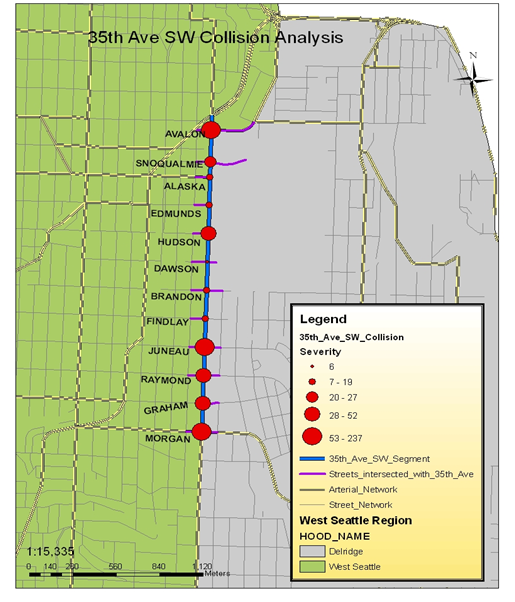 35th Ave SW Collision Analysis
N
AVALON
SNOQUALMIE
ALASKA
EDMUNDS
HUDSON
DAWSON
BRANDON
FINDLAY
JUNEAU
RAYMOND
GRAHAM
MORGAN
Legend
35th_Ave_SW_Collision
Severity
6
7 - 19
20 - 27
28 - 52
53 - 237
35th_Ave_SW_Segment
Streets_intersected_with_35th_Ave
Arterial_Network
Street_Network
West Seattle Region
HOOD_NAME
Delridge
West Seattle
1:15,335
0 140 280 560 840 1,120
Meters